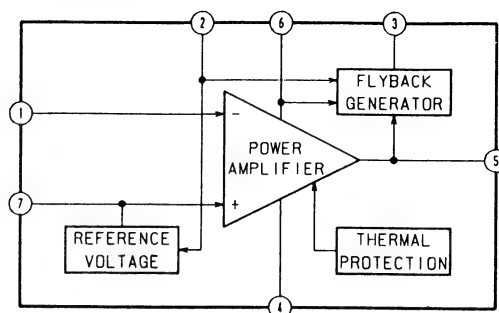 2
6
3
FLYBACK
GENERATOR
1
-
POWER
AMPLIFIER
5
7
+
REFERENCE
VOLTAGE
THERMAL
PROTECTION
4